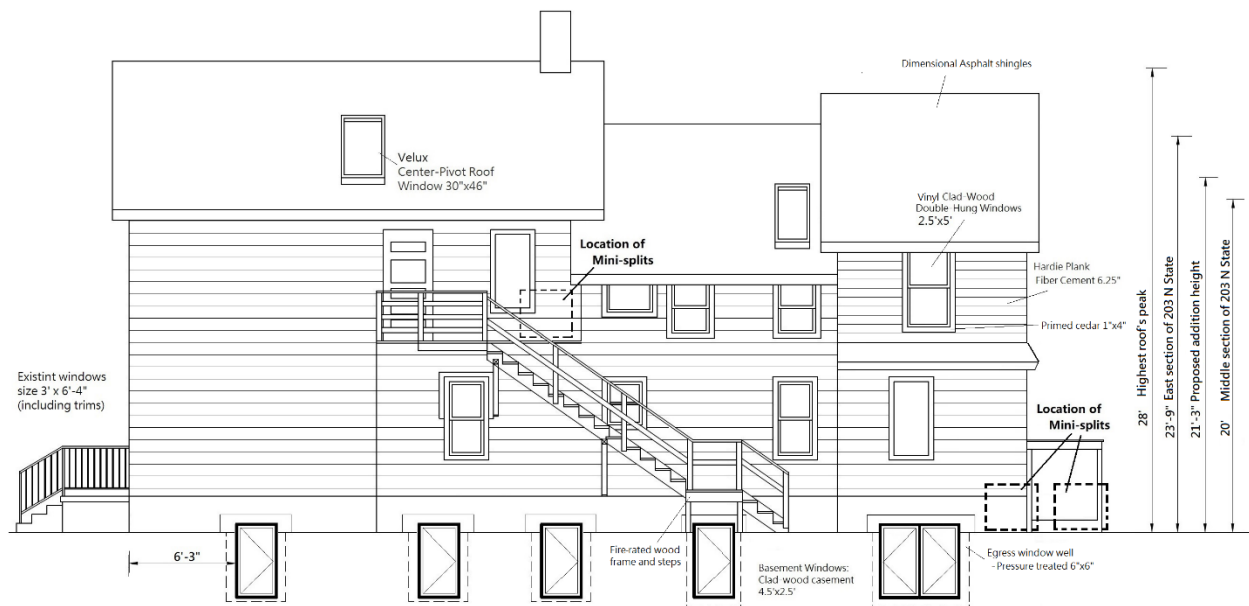 Dimensional Asphalt shingles
Velux
Center-Pivot Roof
Window 30"x46"
Vinyl Clad-Wood
Double-Hung Windows
2.5'x5'
Location of
Mini-splits
Hardie Plank
Fiber Cement 6.25"
Primed cedar 1"x4"
Existint windows
size 3' x 6'-4"
(including trims)
Location of
Mini-splits
28' Highest roof's peak
23'-9" East section of 203 N State
21'-3" Proposed addition height
20' Middle section of 203 N State
6'-3"
Fire-rated wood
frame and steps
Basement Windows:
Clad-wood casement
4.5'x2.5'
Egress window well
- Pressure treated 6"x6"